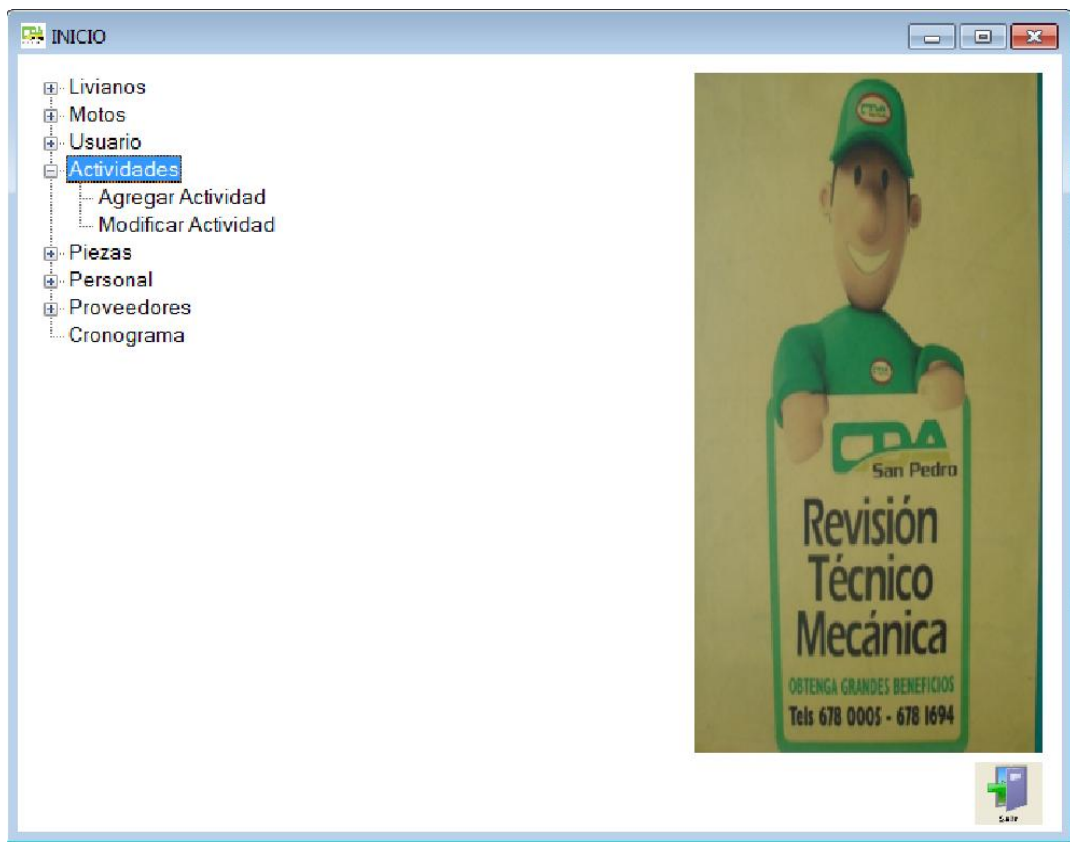 INICIO
Livianos
Motos
Usuario
Actividades
Agregar Actividad
Modificar Actividad
Piezas
Personal
Proveedores
Cronograma
CDA
CDA
San Pedro
Revisión
Técnico
Mecánica
OBTENGA GRANDES BENEFICIOS
Tels 678 0005 - 678 1694
Salir